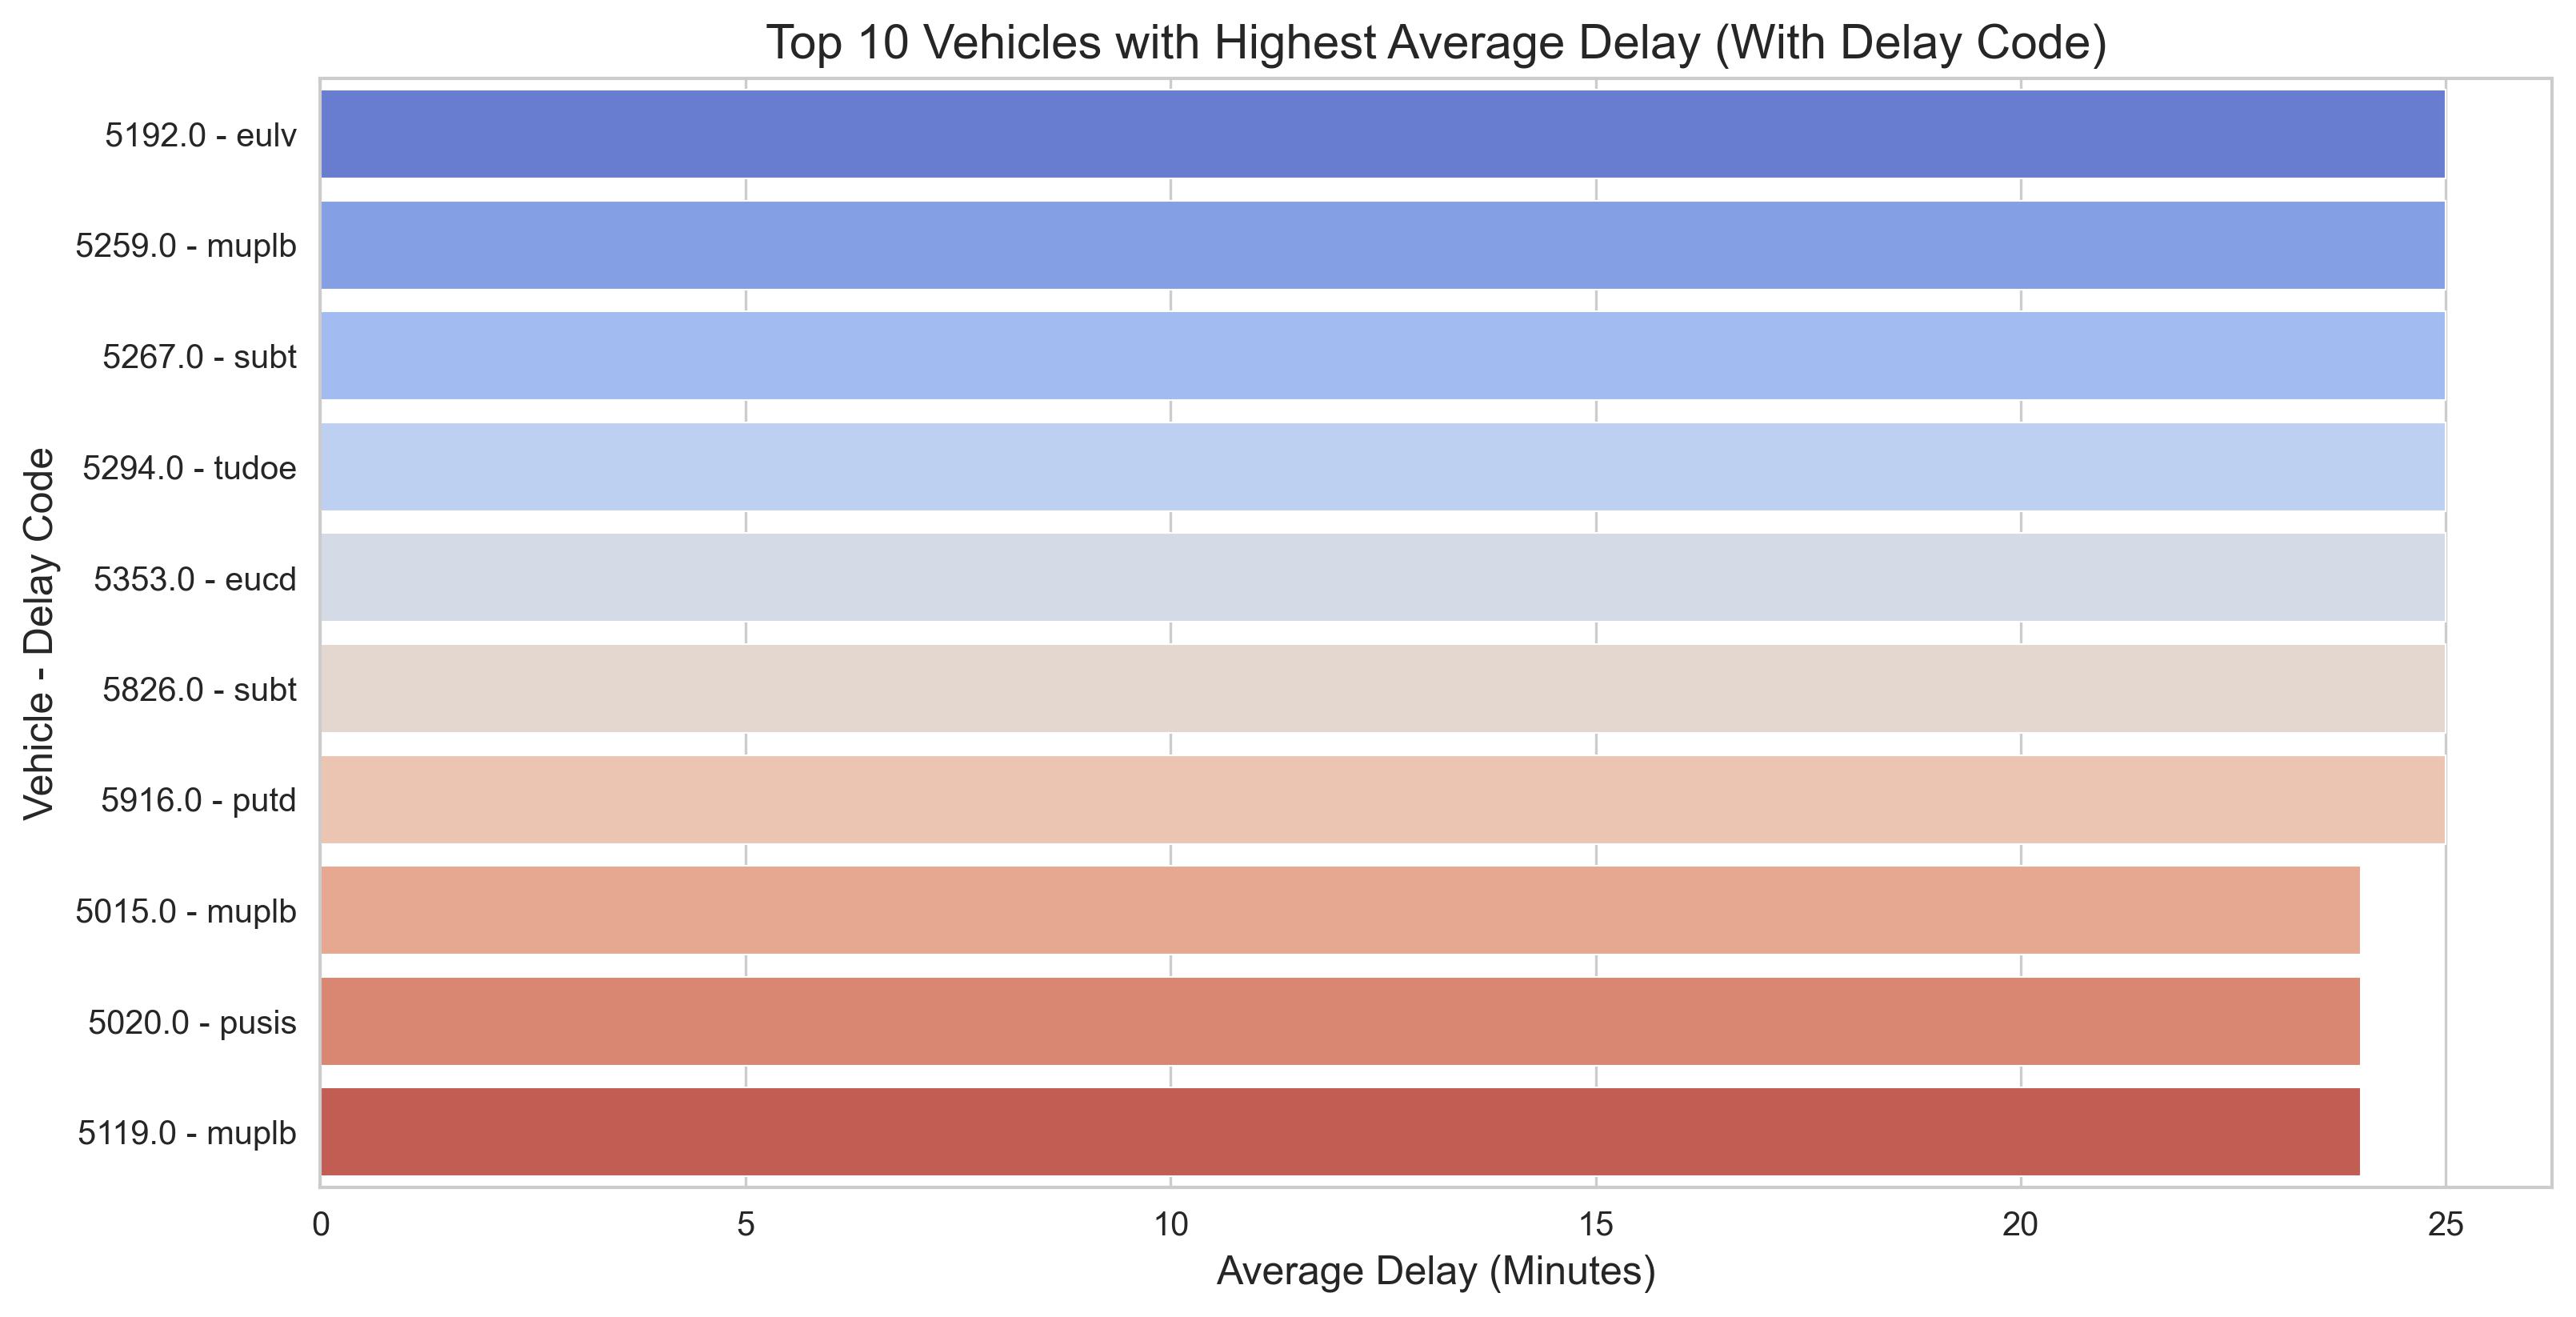 Top 10 Vehicles with Highest Average Delay (With Delay Code)
Vehicle - Delay Code
5192.0 - eulv
5259.0 - muplb
5267.0 - subt
5294.0 - tudoe
5353.0 - eucd
5826.0 - subt
5916.0 - putd
5015.0 - muplb
5020.0 - pusis
5119.0 - muplb
0 5 10 15 20 25
Average Delay (Minutes)